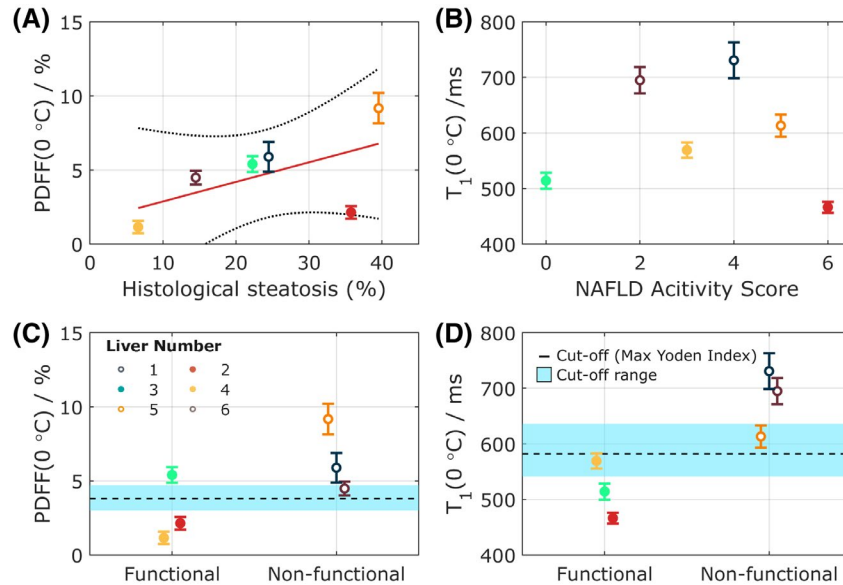 (A)
PDFF(0 °C) / %
15
10
5
0
0 10 20 30 40 50
Histological steatosis (%)
(B)
T1(0 °C) /ms
800
700
600
500
400
0 2 4 6
NAFLD Acitivity Score
(C)
PDFF(0 °C) / %
15
10
5
0
Liver Number
1 2
3 4
5 6
Functional Non-functional
(D)
T1(0 °C) / ms
800
700
600
500
400
Cut-off (Max Yoden Index)
Cut-off range
Functional Non-functional